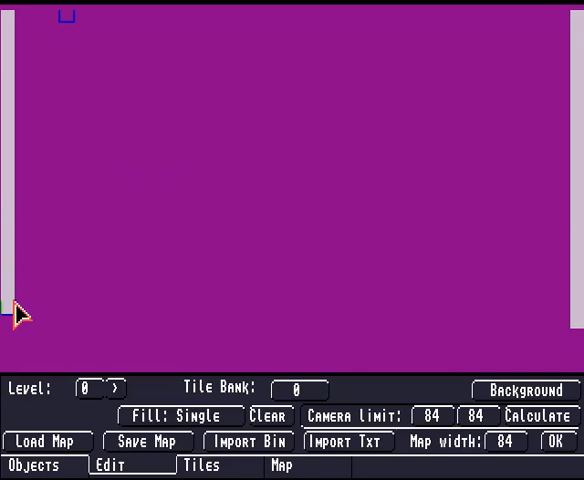 Level: 0 > Tile Bank: 0 Background
Fill: Single Clear Camera limit: 84 84 Calculate
Load Map Save Map Import Bin Import Txt Map width: 84 OK
Objects Edit Tiles Map